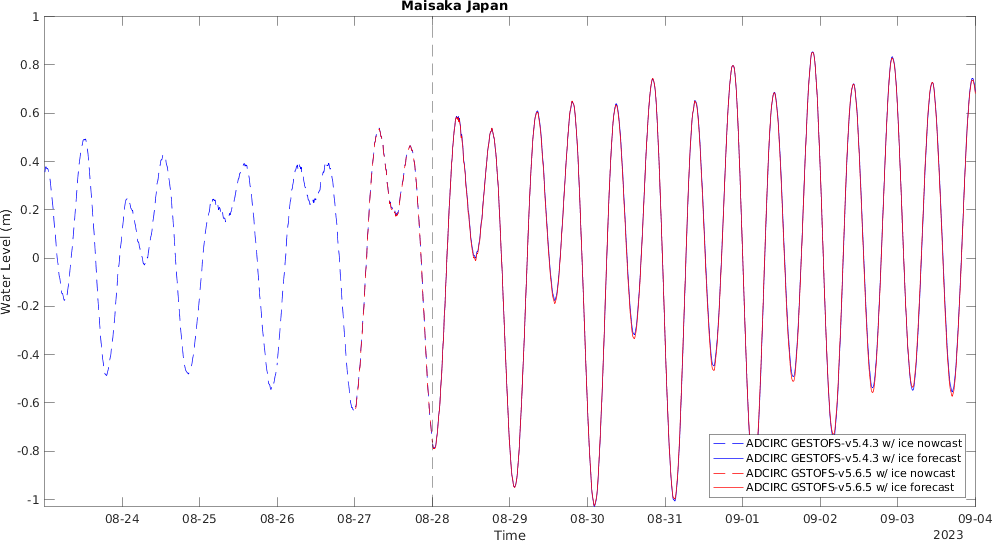 Maisaka Japan
1
0.8
0.6
0.4
0.2
0
-0.2
-0.4
-0.6
-0.8
-1
Water Level (m)
ADCIRC GESTOFS-v5.4.3 w/ ice nowcast
ADCIRC GESTOFS-v5.4.3 w/ ice forecast
ADCIRC GSTOFS-v5.6.5 w/ ice nowcast
ADCIRC GSTOFS-v5.6.5 w/ ice forecast
08-24 08-25 08-26 08-27 08-28 08-29 08-30 08-31 09-01 09-02 09-03 09-04
Time
2023